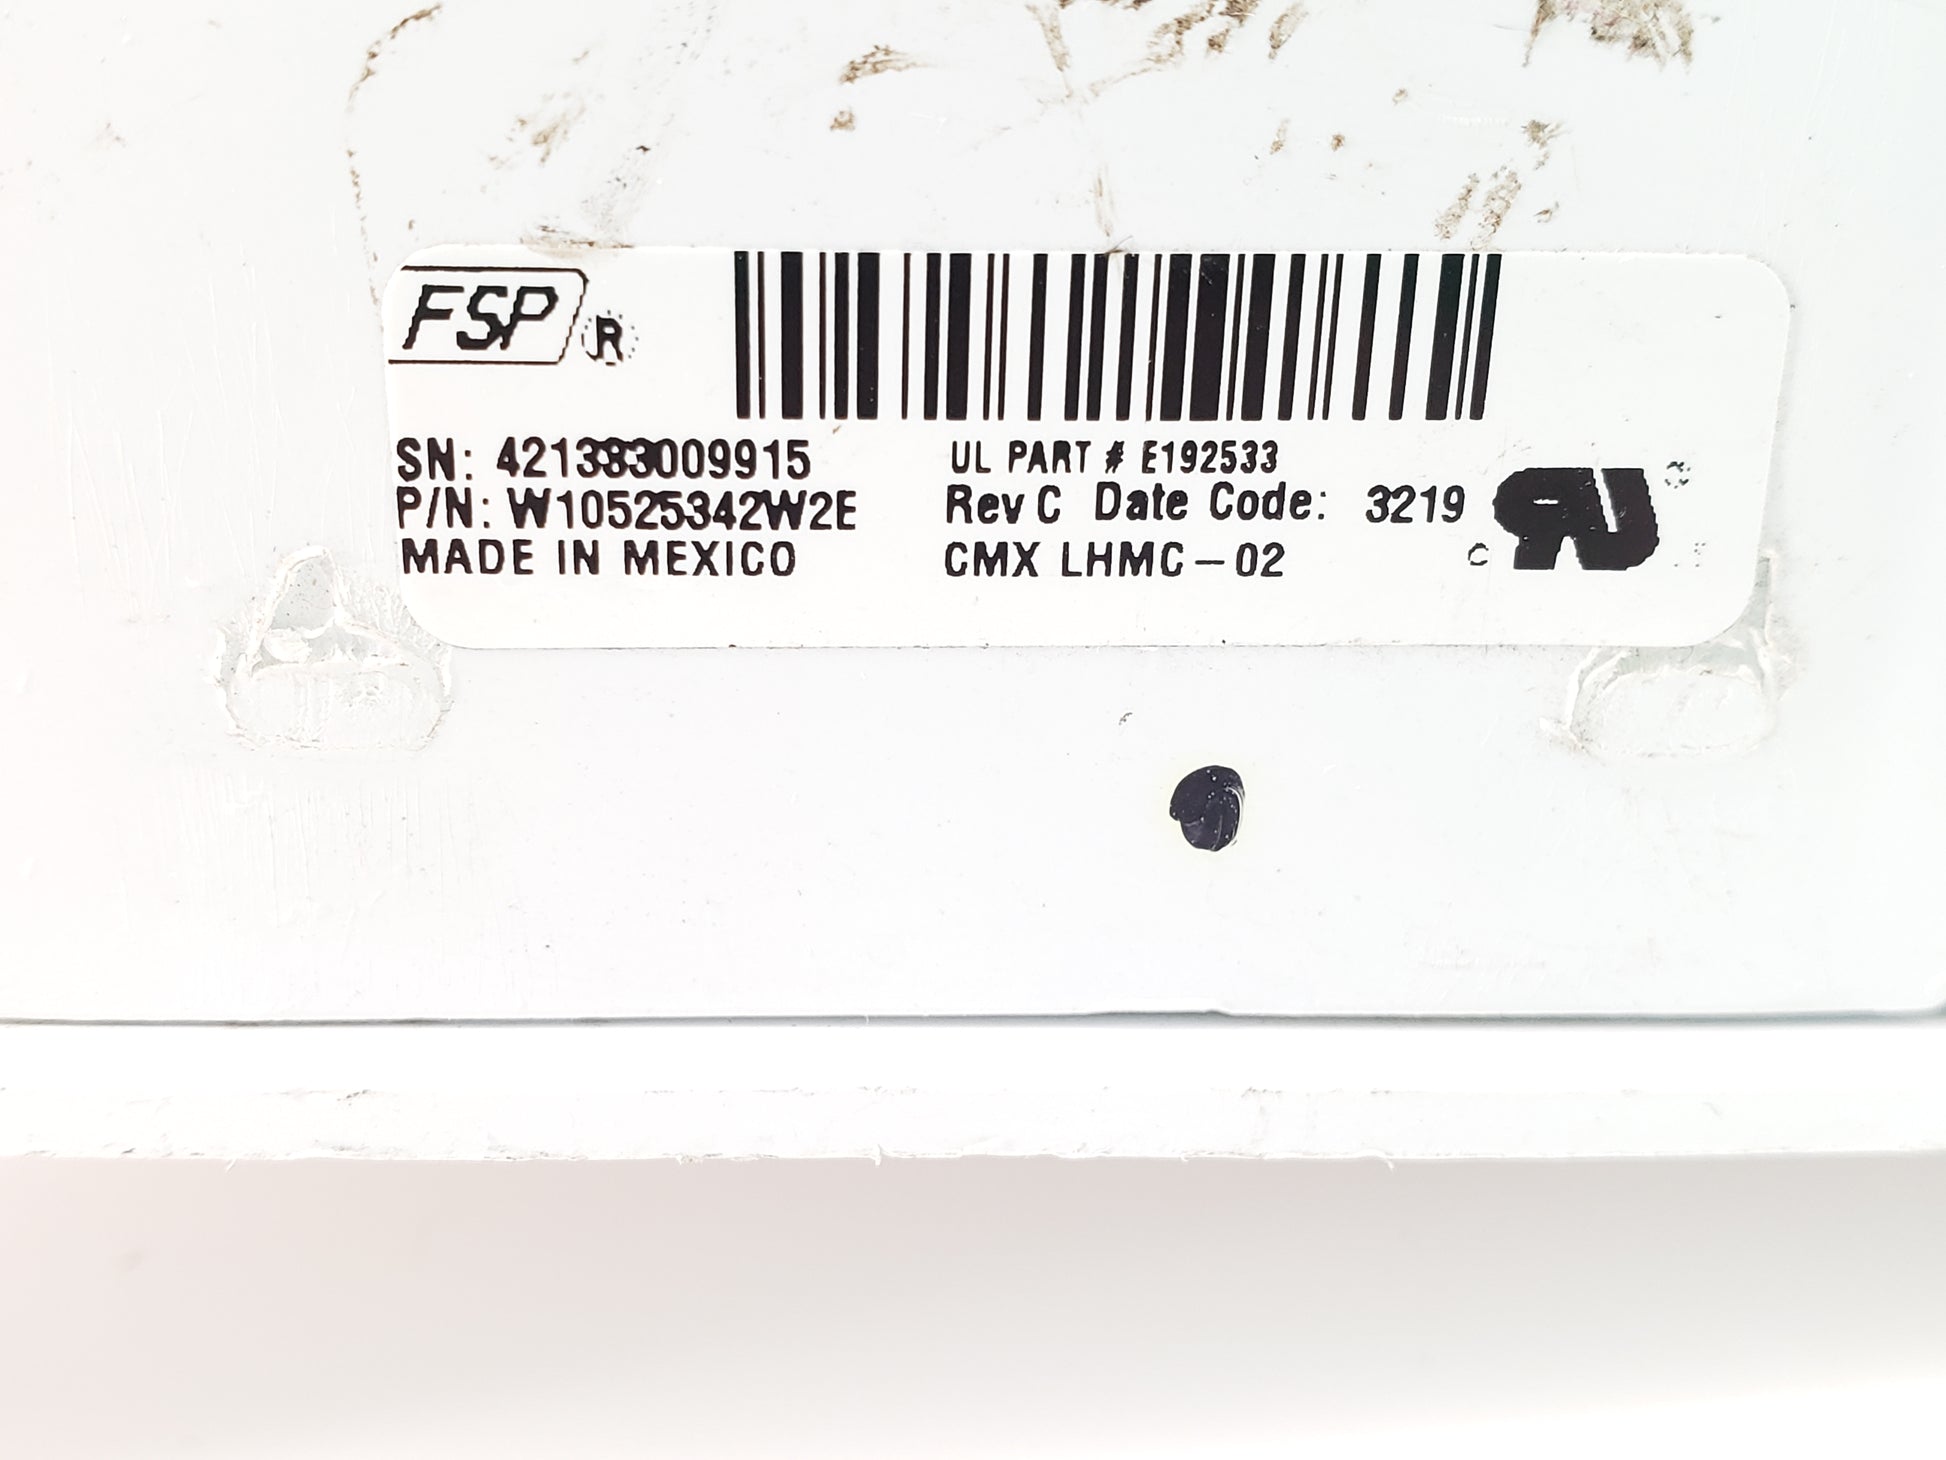 FSP ®
SN: 421383009915
UL PART # E192533
P/N: W10525342W2E
Rev C Date Code: 3219
MADE IN MEXICO
CMX LHMC-02